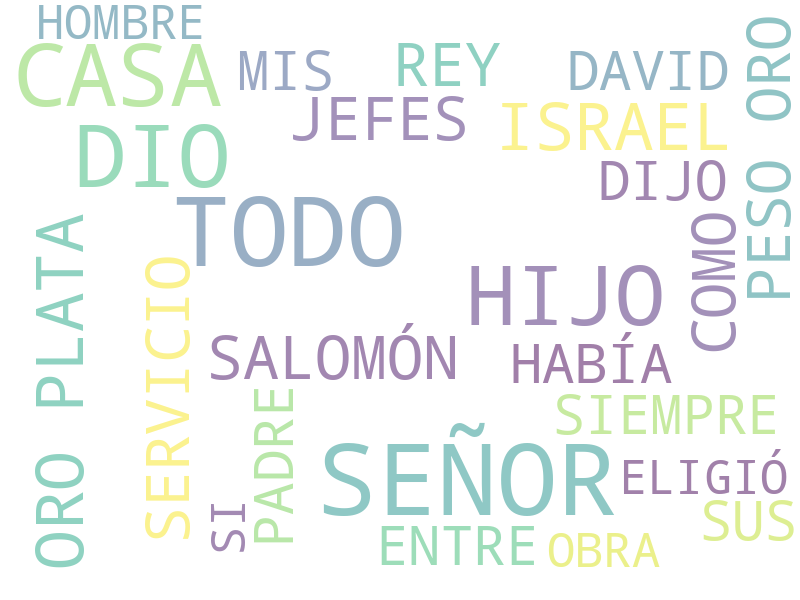 HOMBRE
CASA
MIS
REY
DAVID
PESO ORO
JEFES
ISRAEL
DIO
DIJO
TODO
COMO
ORO PLATA
SERVICIO
HIJO
SALOMÓN
HABÍA
PADRE
SIEMPRE
SEÑOR
ELIGIÓ
SI
SUS
ENTRE
OBRA